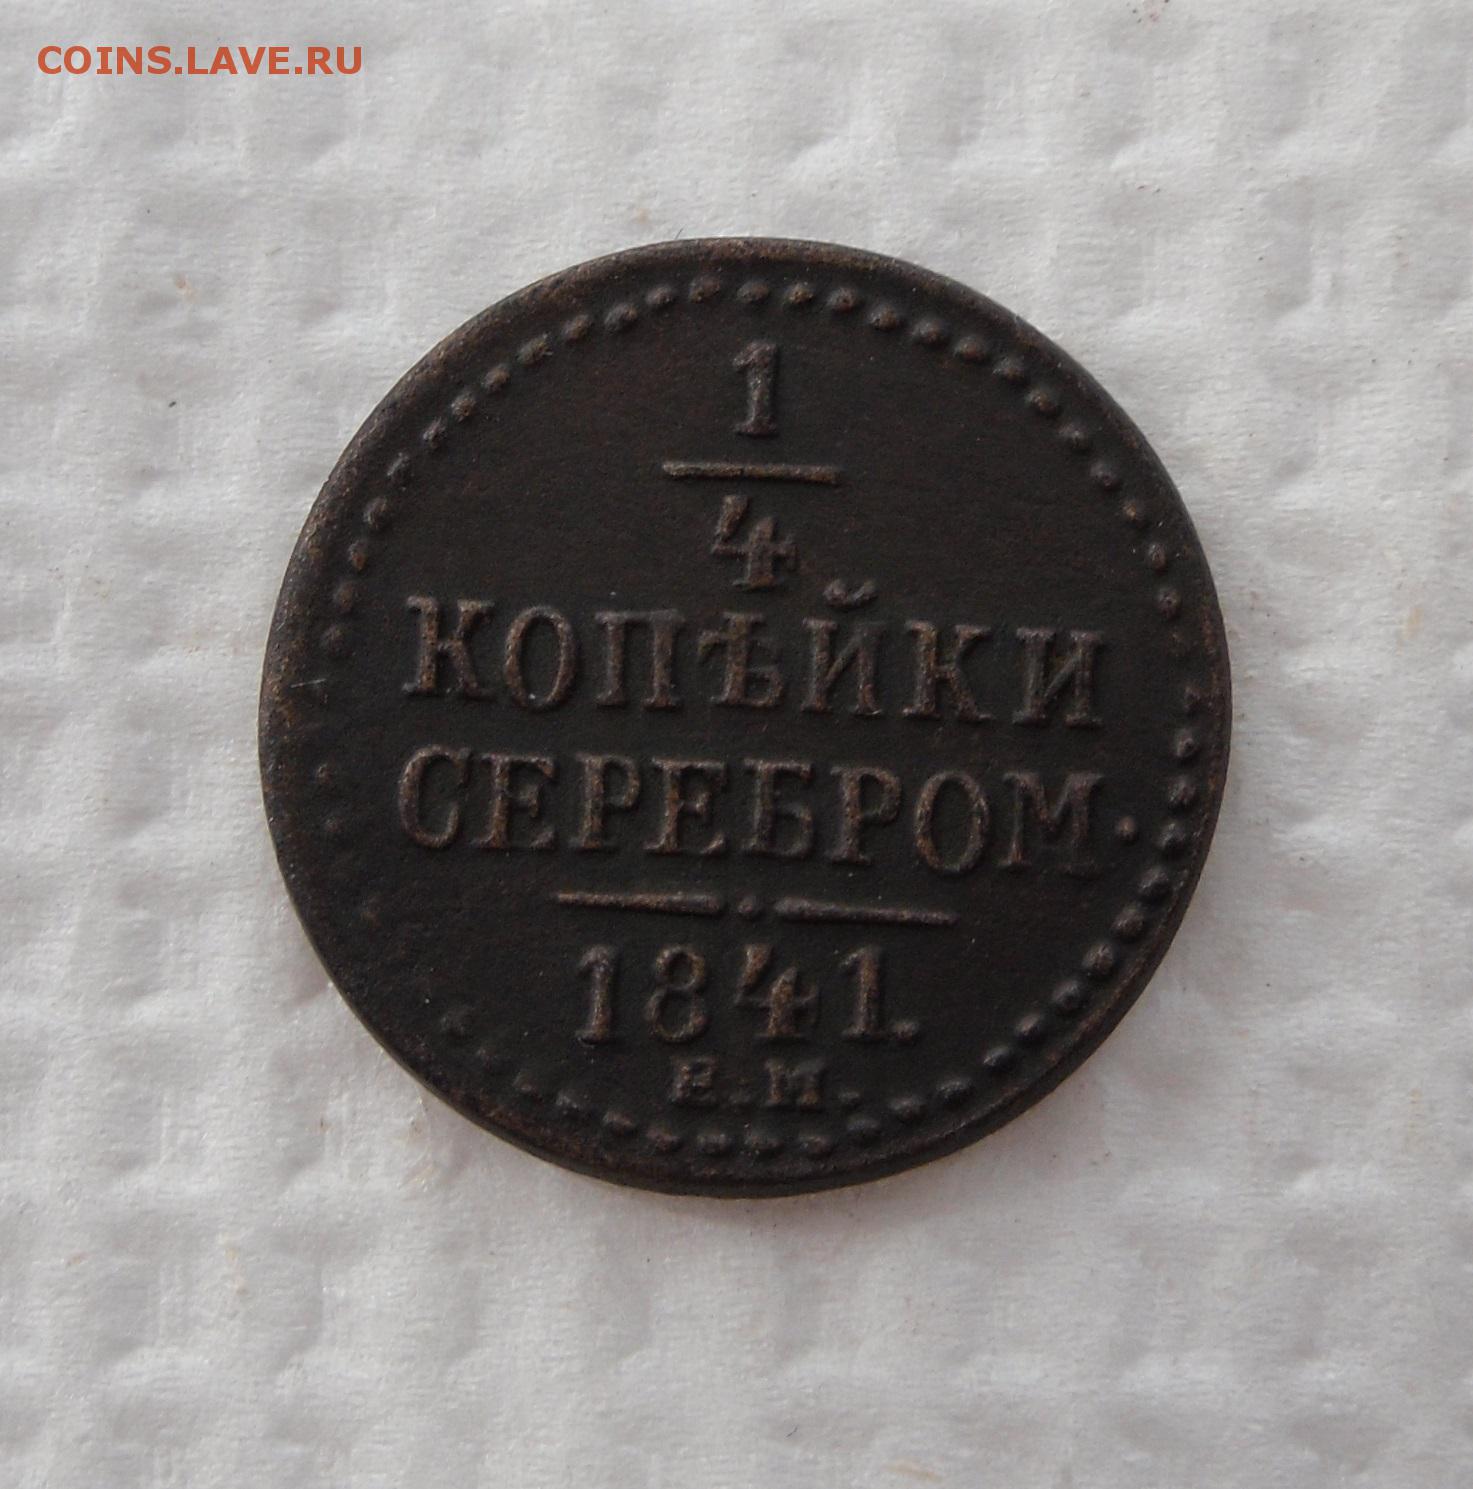 COINS.LAVE.RU
1
4
КОПѢЙКИ
СЕРЕБРОМ.
1841.
Е.М.